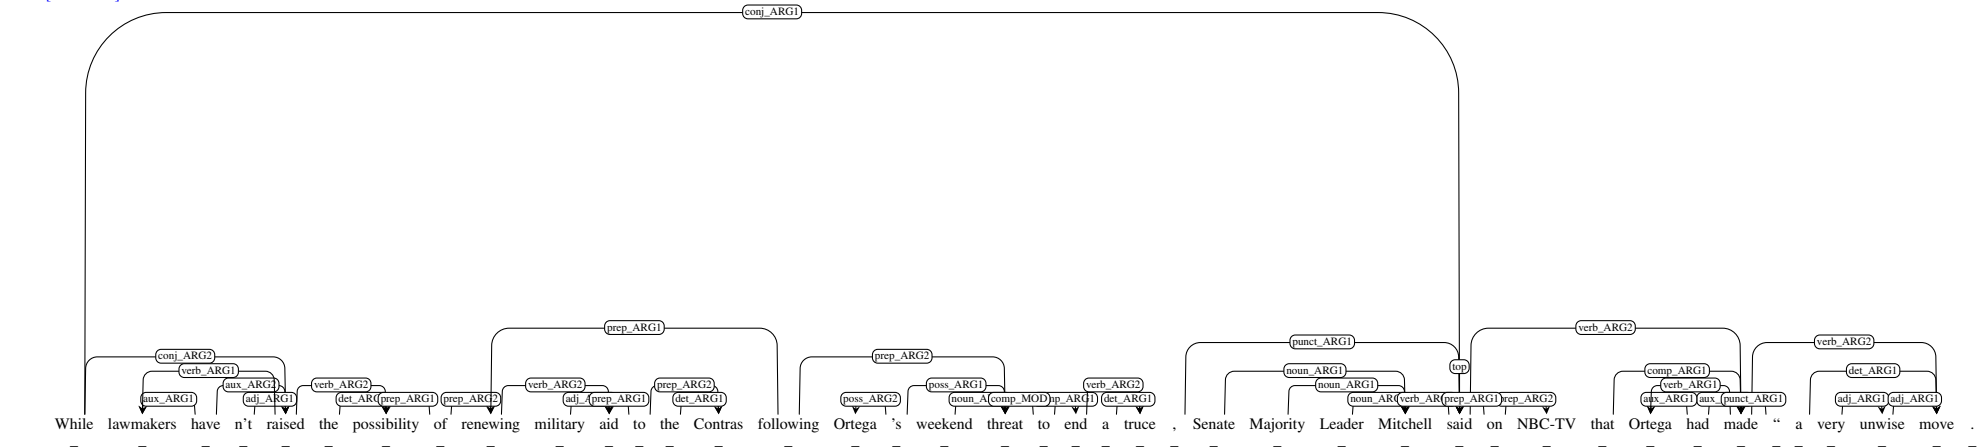 conj_ARG1
prep_ARG1 verb_ARG2
punct_ARG1 verb_ARG2
conj_ARG2 prep_ARG2 top
verb_ARG1 noun_ARG1 comp_ARG1 det_ARG1
aux_ARG2 verb_ARG2 verb_ARG2 prep_ARG2 poss_ARG1 verb_ARG2 noun_ARG1 verb_ARG1
aux_ARG1 adj_ARG1 prep_ARG1 prep_ARG2 prep_ARG1 det_ARG1 poss_ARG2 comp_MOD det_ARG1 prep_ARG1 aux_ARG1 punct_ARG1 adj_ARG1 adj_ARG1
While lawmakers have n't raised the possibility of renewing military aid to the Contras following Ortega 's weekend threat to end a truce , Senate Majority Leader Mitchell said on NBC-TV that Ortega had made “ a very unwise move .